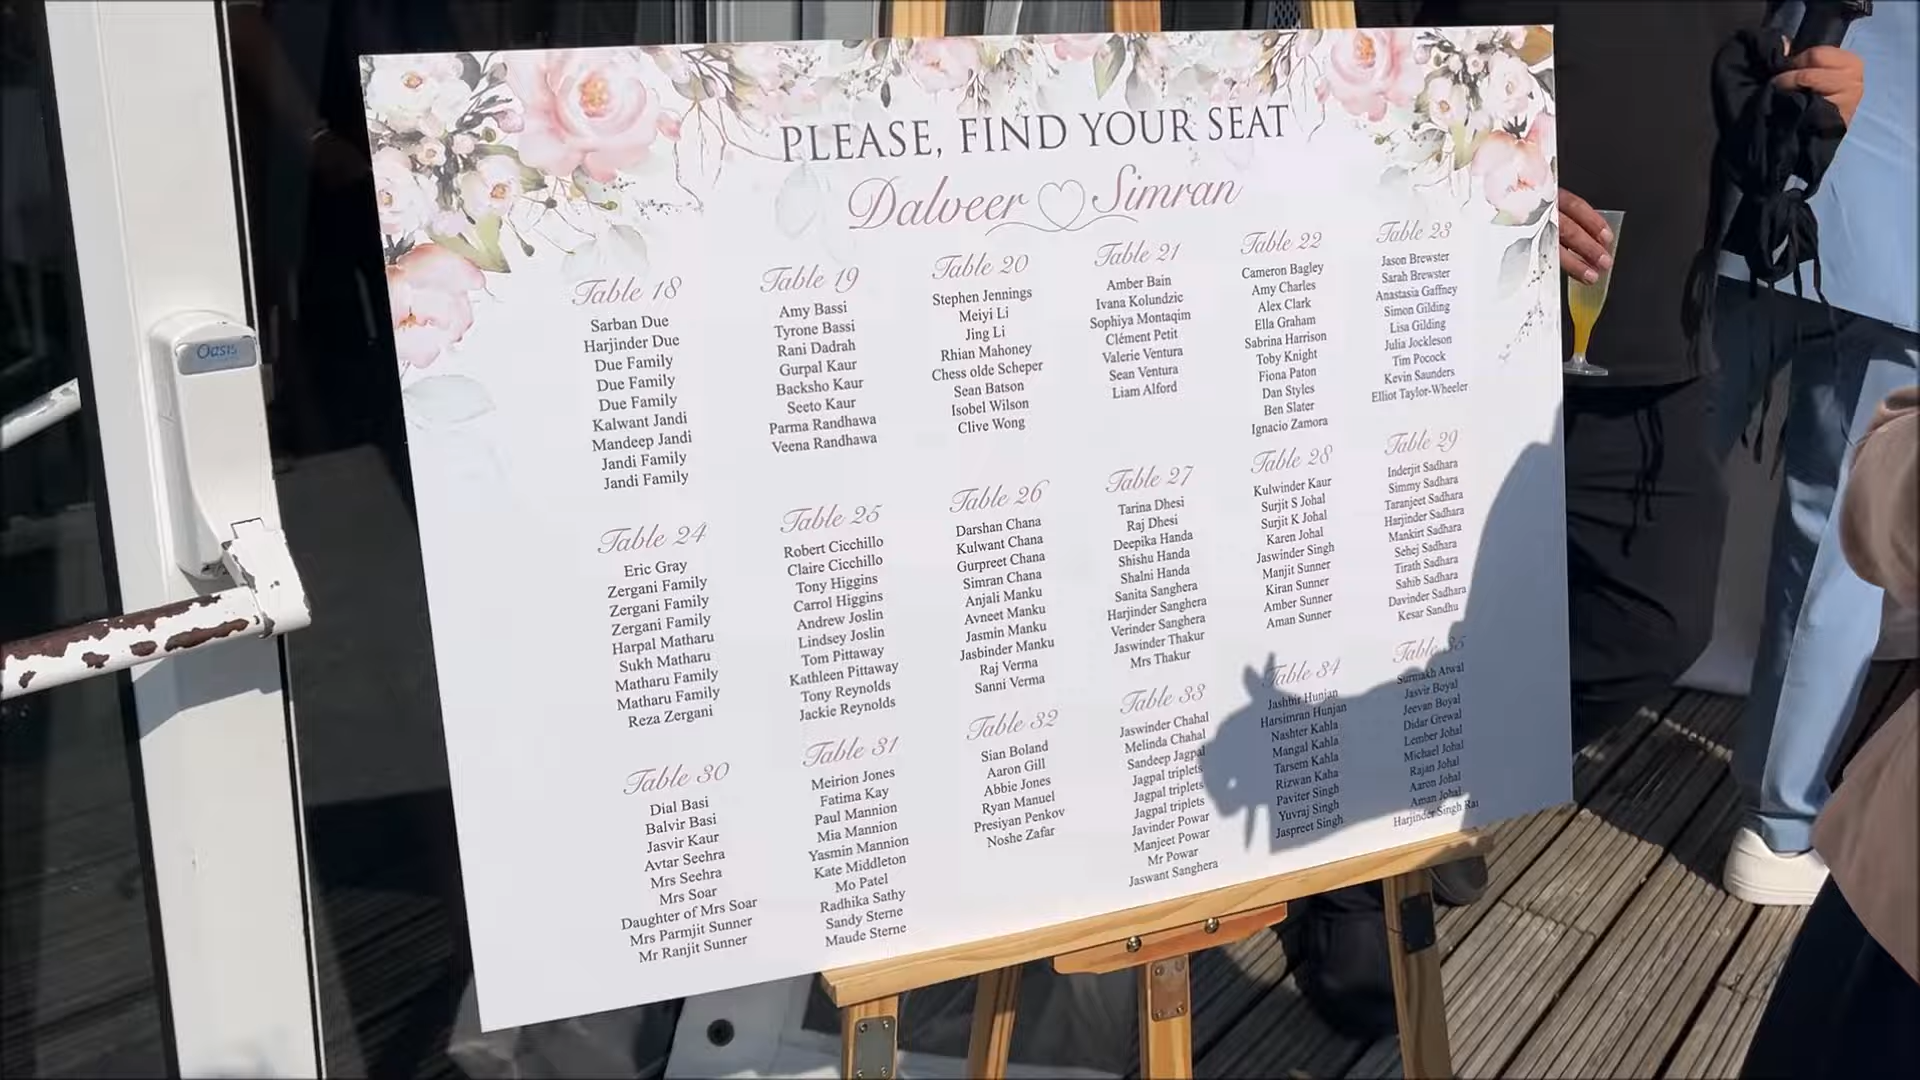 PLEASE, FIND YOUR SEAT
Dalveer Simran
Table 18
Sarban Due
Harjinder Due
Due Family
Due Family
Due Family
Kalwant Jandi
Mandeep Jandi
Jandi Family
Jandi Family
Table 19
Amy Bassi
Tyrone Bassi
Rani Dadrah
Gurpal Kaur
Backsho Kaur
Seeto Kaur
Parma Randhawa
Veena Randhawa
Table 20
Stephen Jennings
Meiyi Li
Jing Li
Rhian Mahoney
Chess olde Scheper
Sean Batson
Isobel Wilson
Clive Wong
Table 21
Amber Bain
Ivana Kolundzic
Sophiya Montaqim
Clément Petit
Valerie Ventura
Sean Ventura
Liam Alford
Table 22
Cameron Bagley
Amy Charles
Alex Clark
Ella Graham
Sabrina Harrison
Toby Knight
Fiona Paton
Dan Styles
Ben Slater
Ignacio Zamora
Table 23
Jason Brewster
Sarah Brewster
Anastasia Gaffney
Simon Gilding
Lisa Gilding
Julia Jockleson
Tim Pocock
Kevin Saunders
Elliot Taylor-Wheeler
Table 24
Eric Gray
Zergani Family
Zergani Family
Zergani Family
Harpal Matharu
Sukh Matharu
Matharu Family
Matharu Family
Reza Zergani
Table 25
Robert Cicchillo
Claire Cicchillo
Tony Higgins
Carrol Higgins
Andrew Joslin
Lindsey Joslin
Tom Pittaway
Kathleen Pittaway
Tony Reynolds
Jackie Reynolds
Table 26
Darshan Chana
Kulwant Chana
Gurpreet Chana
Simran Chana
Anjali Manku
Avneet Manku
Jasmin Manku
Jasbinder Manku
Raj Verma
Sanni Verma
Table 27
Tarina Dhesi
Raj Dhesi
Deepika Handa
Shishu Handa
Shalni Handa
Sanita Sanghera
Harjinder Sanghera
Verinder Sanghera
Jaswinder Thakur
Mrs Thakur
Table 28
Kulwinder Kaur
Surjit S Johal
Surjit K Johal
Karen Johal
Jaswinder Singh
Manjit Sunner
Kiran Sunner
Amber Sunner
Aman Sunner
Table 29
Inderjit Sadhara
Simmy Sadhara
Taranjeet Sadhara
Harjinder Sadhara
Mankirt Sadhara
Sehej Sadhara
Tirath Sadhara
Sahib Sadhara
Davinder Sadhara
Kesar Sandhu
Table 30
Dial Basi
Balvir Basi
Jasvir Kaur
Avtar Seehra
Mrs Seehra
Mrs Soar
Daughter of Mrs Soar
Mrs Parmjit Sunner
Mr Ranjit Sunner
Table 31
Meirion Jones
Fatima Kay
Paul Mannion
Mia Mannion
Yasmin Mannion
Kate Middleton
Mo Patel
Radhika Sathy
Sandy Sterne
Maude Sterne
Table 32
Sian Boland
Aaron Gill
Abbie Jones
Ryan Manuel
Presiyan Penkov
Noshe Zafar
Table 33
Jaswinder Chahal
Melinda Chahal
Sandeep Jagpal
Jagpal triplets
Jagpal triplets
Jagpal triplets
Javinder Powar
Manjeet Powar
Mr Powar
Jaswant Sanghera
Table 34
Jashbir Hunjan
Harsimran Hunjan
Nashter Kahla
Mangal Kahla
Tarsem Kahla
Rizwan Kaha
Paviter Singh
Yuvraj Singh
Jaspreet Singh
Table 35
Surmakh Atwal
Jasvir Boyal
Jeevan Boyal
Didar Grewal
Lember Johal
Michael Johal
Rajan Johal
Aaron Johal
Aman Johal
Harjinder Singh Rai
Oasis